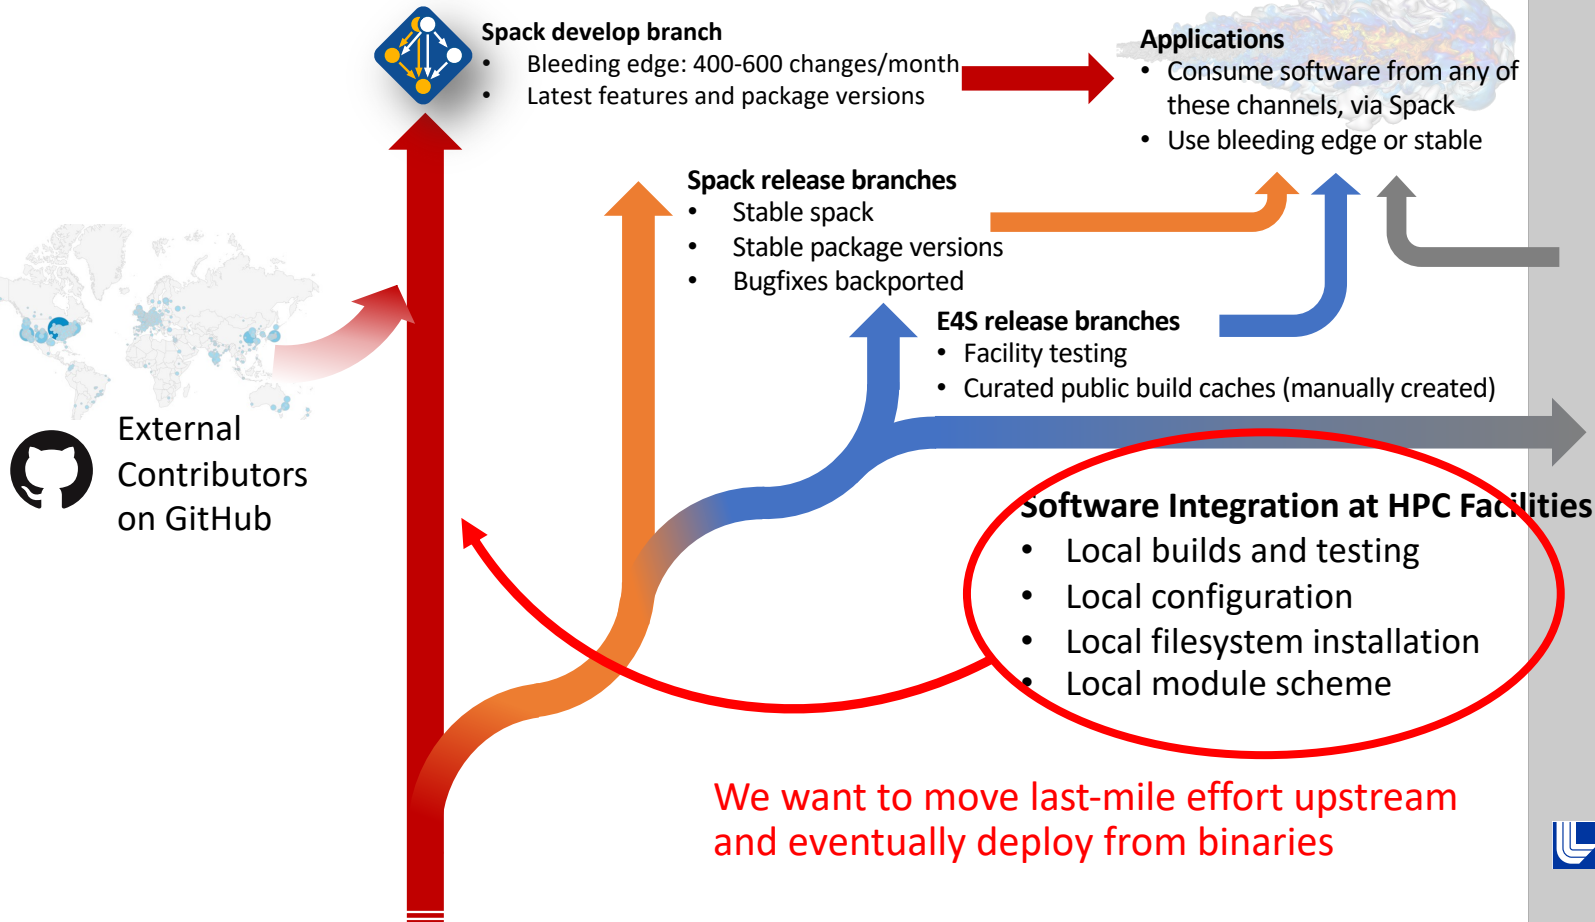 Spack develop branch
• Bleeding edge: 400-600 changes/month
• Latest features and package versions
Applications
• Consume software from any of
these channels, via Spack
• Use bleeding edge or stable
Spack release branches
• Stable spack
• Stable package versions
• Bugfixes backported
E4S release branches
• Facility testing
• Curated public build caches (manually created)
External
Contributors
on GitHub
Software Integration at HPC Facilities
• Local builds and testing
• Local configuration
• Local filesystem installation
• Local module scheme
We want to move last-mile effort upstream
and eventually deploy from binaries